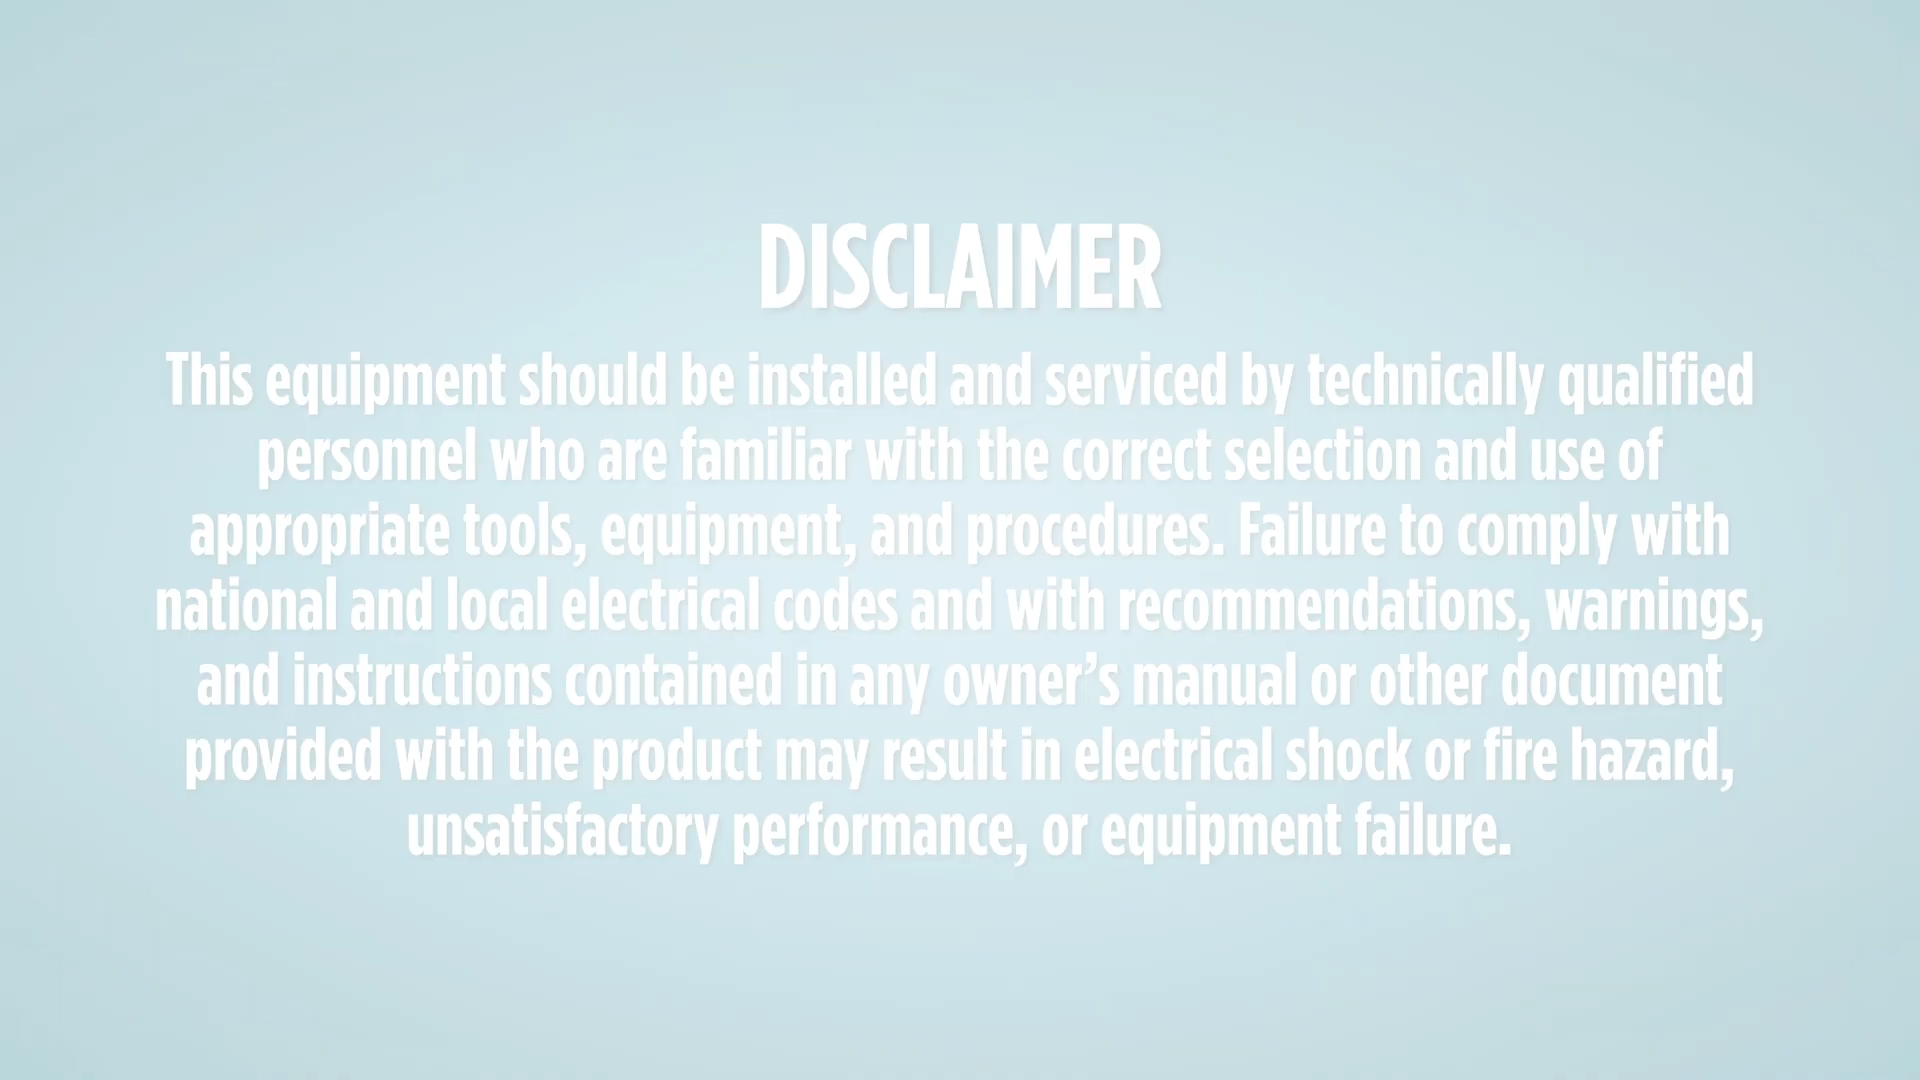 DISCLAIMER
This equipment should be installed and serviced by technically qualified
personnel who are familiar with the correct selection and use of
appropriate tools, equipment, and procedures. Failure to comply with
national and local electrical codes and with recommendations, warnings,
and instructions contained in any owner’s manual or other document
provided with the product may result in electrical shock or fire hazard,
unsatisfactory performance, or equipment failure.